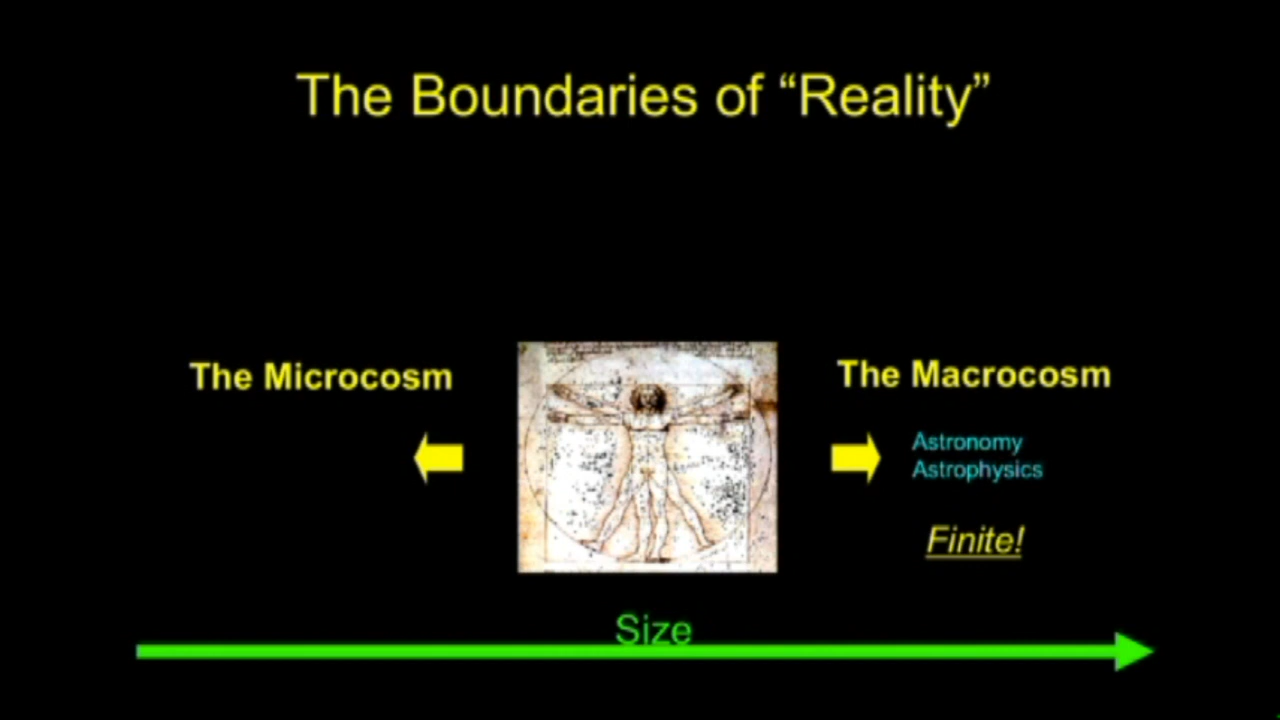 The Boundaries of “Reality”
The Microcosm
The Macrocosm
Astronomy
Astrophysics
Finite!
Size